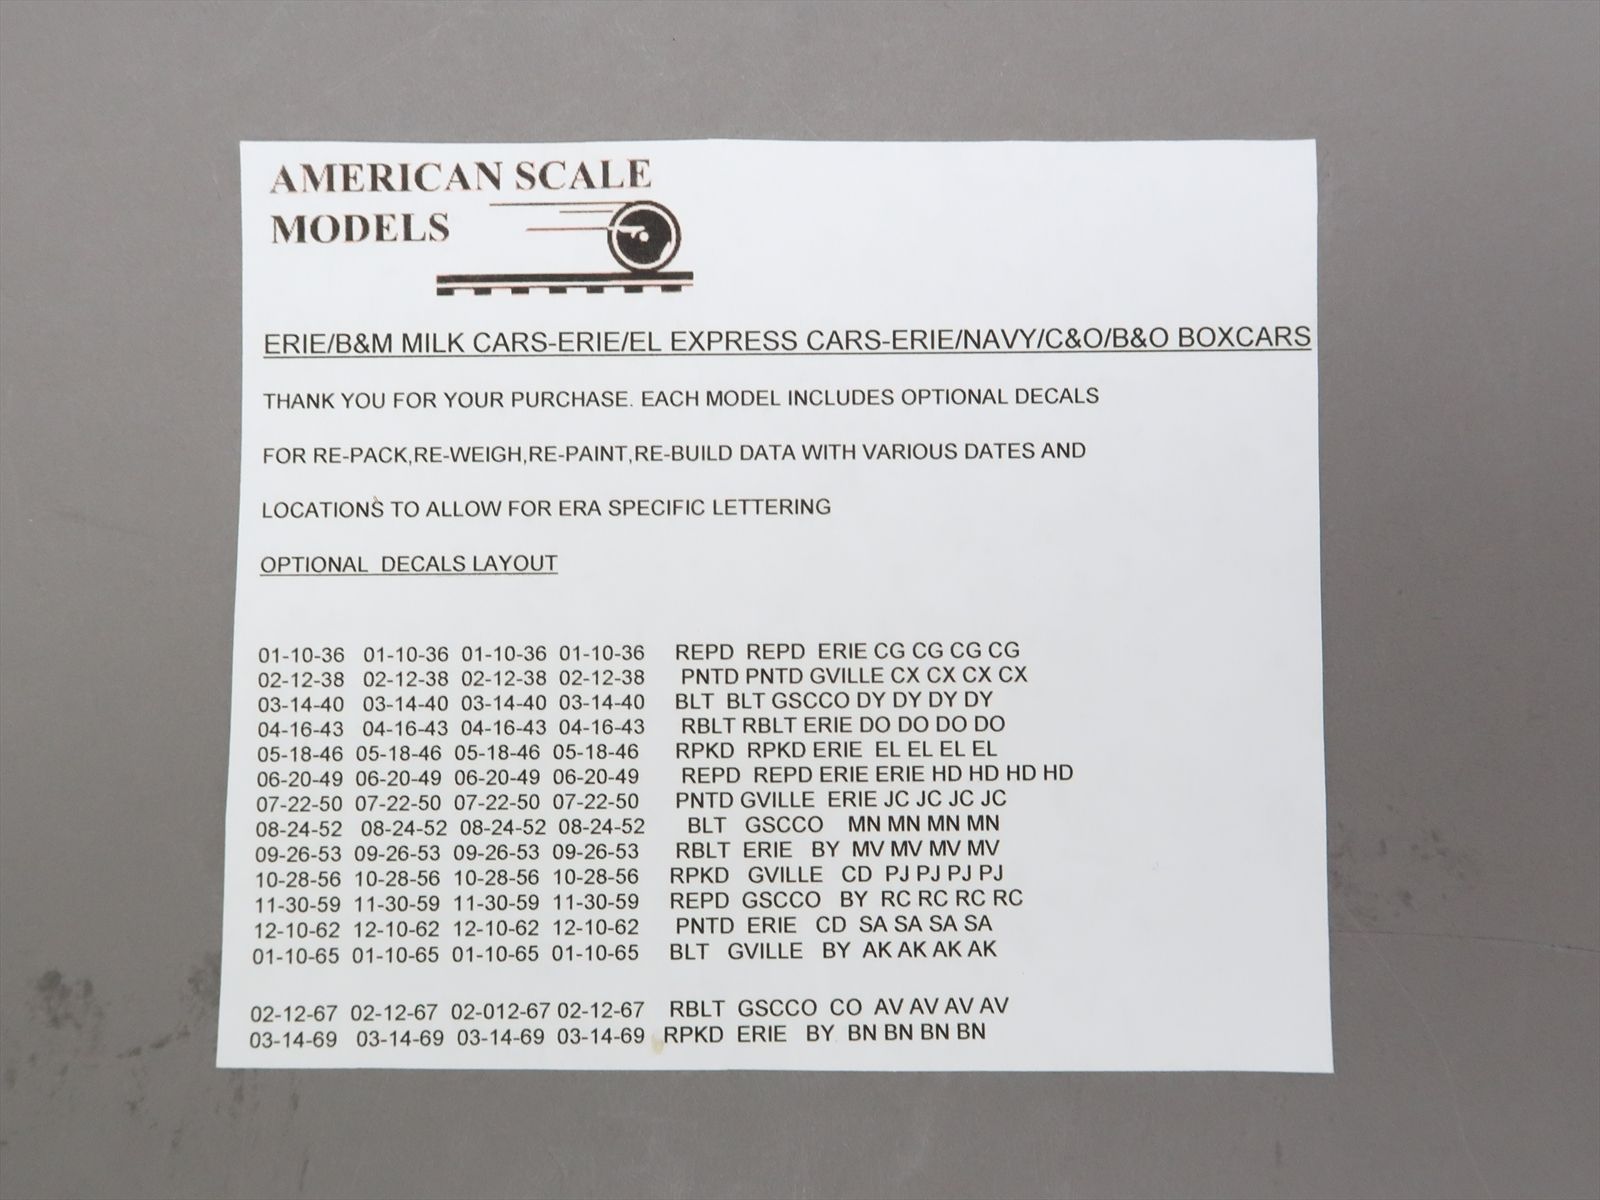 AMERICAN SCALE
MODELS
ERIE/B&M MILK CARS-ERIE/EL EXPRESS CARS-ERIE/NAVY/C&O/B&O BOXCARS
THANK YOU FOR YOUR PURCHASE. EACH MODEL INCLUDES OPTIONAL DECALS
FOR RE-PACK,RE-WEIGH,RE-PAINT,RE-BUILD DATA WITH VARIOUS DATES AND
LOCATIONS TO ALLOW FOR ERA SPECIFIC LETTERING
OPTIONAL DECALS LAYOUT
01-10-36 01-10-36 01-10-36 01-10-36 REPD REPD ERIE CG CG CG CG
02-12-38 02-12-38 02-12-38 02-12-38 PNTD PNTD GVILLE CX CX CX CX
03-14-40 03-14-40 03-14-40 03-14-40 BLT BLT GSCCO DY DY DY DY
04-16-43 04-16-43 04-16-43 04-16-43 RBLT RBLT ERIE DO DO DO DO
05-18-46 05-18-46 05-18-46 05-18-46 RPKD RPKD ERIE EL EL EL EL
06-20-49 06-20-49 06-20-49 06-20-49 REPD REPD ERIE ERIE HD HD HD HD
07-22-50 07-22-50 07-22-50 07-22-50 PNTD GVILLE ERIE JC JC JC JC
08-24-52 08-24-52 08-24-52 08-24-52 BLT GSCCO MN MN MN MN
09-26-53 09-26-53 09-26-53 09-26-53 RBLT ERIE BY MV MV MV MV
10-28-56 10-28-56 10-28-56 10-28-56 RPKD GVILLE CD PJ PJ PJ PJ
11-30-59 11-30-59 11-30-59 11-30-59 REPD GSCCO BY RC RC RC RC
12-10-62 12-10-62 12-10-62 12-10-62 PNTD ERIE CD SA SA SA SA
01-10-65 01-10-65 01-10-65 01-10-65 BLT GVILLE BY AK AK AK AK
02-12-67 02-12-67 02-012-67 02-12-67 RBLT GSCCO CO AV AV AV AV
03-14-69 03-14-69 03-14-69 03-14-69 RPKD ERIE BY BN BN BN BN